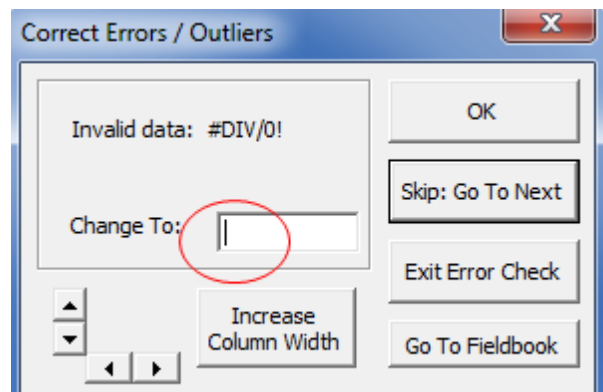 Correct Errors / Outliers
Invalid data: #DIV/0!
Change To:
OK
Skip: Go To Next
Exit Error Check
Go To Fieldbook
Increase
Column Width